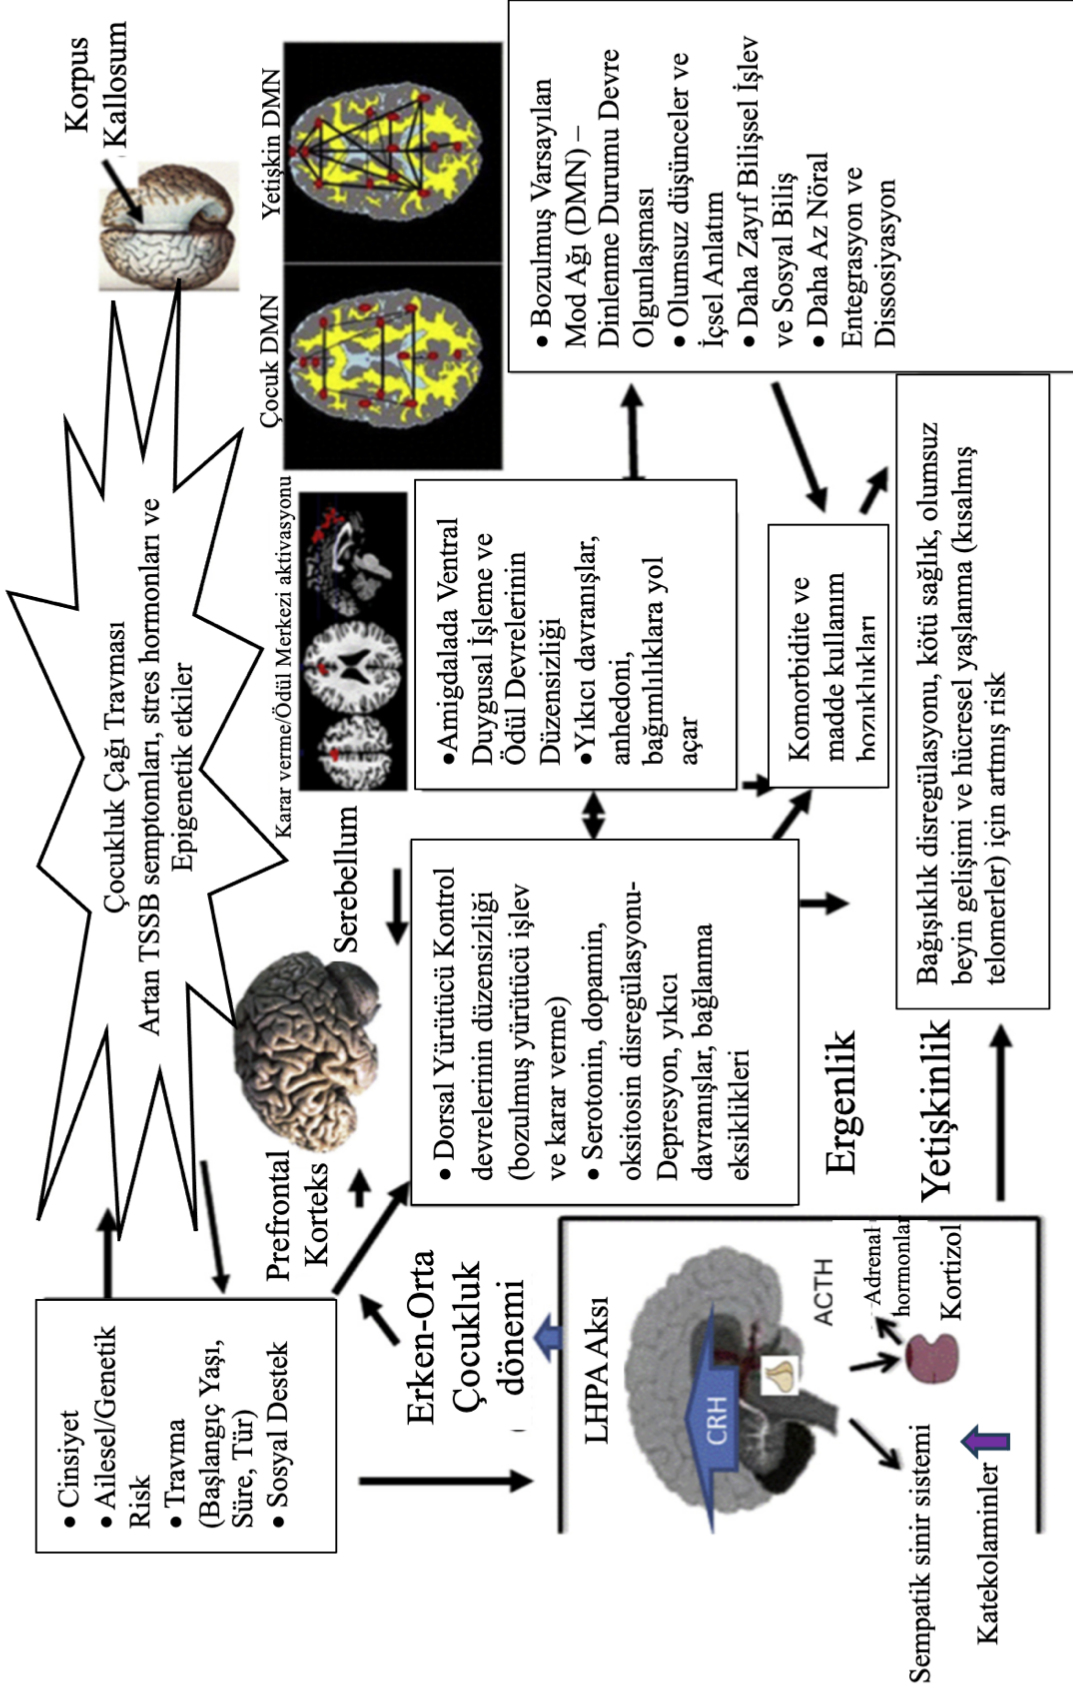 Çocukluk Çağı Travması
Artan TSSB semptomları, stres hormonları ve
Epigenetik etkiler
Korpus
Kallosum
• Cinsiyet
• Ailesel/Genetik
Risk
• Travma
(Başlangıç Yaşı,
Süre, Tür)
• Sosyal Destek
Prefrontal
Korteks
Serebellum
Karar verme/Ödül Merkezi aktivasyonu
Çocuk DMN
Yetişkin DMN
Erken-Orta
Çocukluk
dönemi
• Dorsal Yürütücü Kontrol
devrelerinin düzensizliği
(bozulmuş yürütücü işlev
ve karar verme)
• Serotonin, dopamin,
oksitosin disregülasyonu-
Depresyon, yıkıcı
davranışlar, bağlanma
eksiklikleri
•Amigdalada Ventral
Duygusal İşleme ve
Ödül Devrelerinin
Düzensizliği
•Yıkıcı davranışlar,
anhedoni,
bağımlılıklara yol
açar
• Bozulmuş Varsayılan
Mod Ağı (DMN) –
Dinlenme Durumu Devre
Olgunlaşması
• Olumsuz düşünceler ve
İçsel Anlatım
• Daha Zayıf Bilişsel İşlev
ve Sosyal Biliş
• Daha Az Nöral
Entegrasyon ve
Dissosiyasyon
LHPA Aksı
CRH
ACTH
Adrenal
hormonlar
Kortizol
Sempatik sinir sistemi
Katekolaminler
Ergenlik
Yetişkinlik
Komorbidite ve
madde kullanım
bozuklukları
Bağışıklık disregülasyonu, kötü sağlık, olumsuz
beyin gelişimi ve hücresel yaşlanma (kısalmış
telomerler) için artmış risk